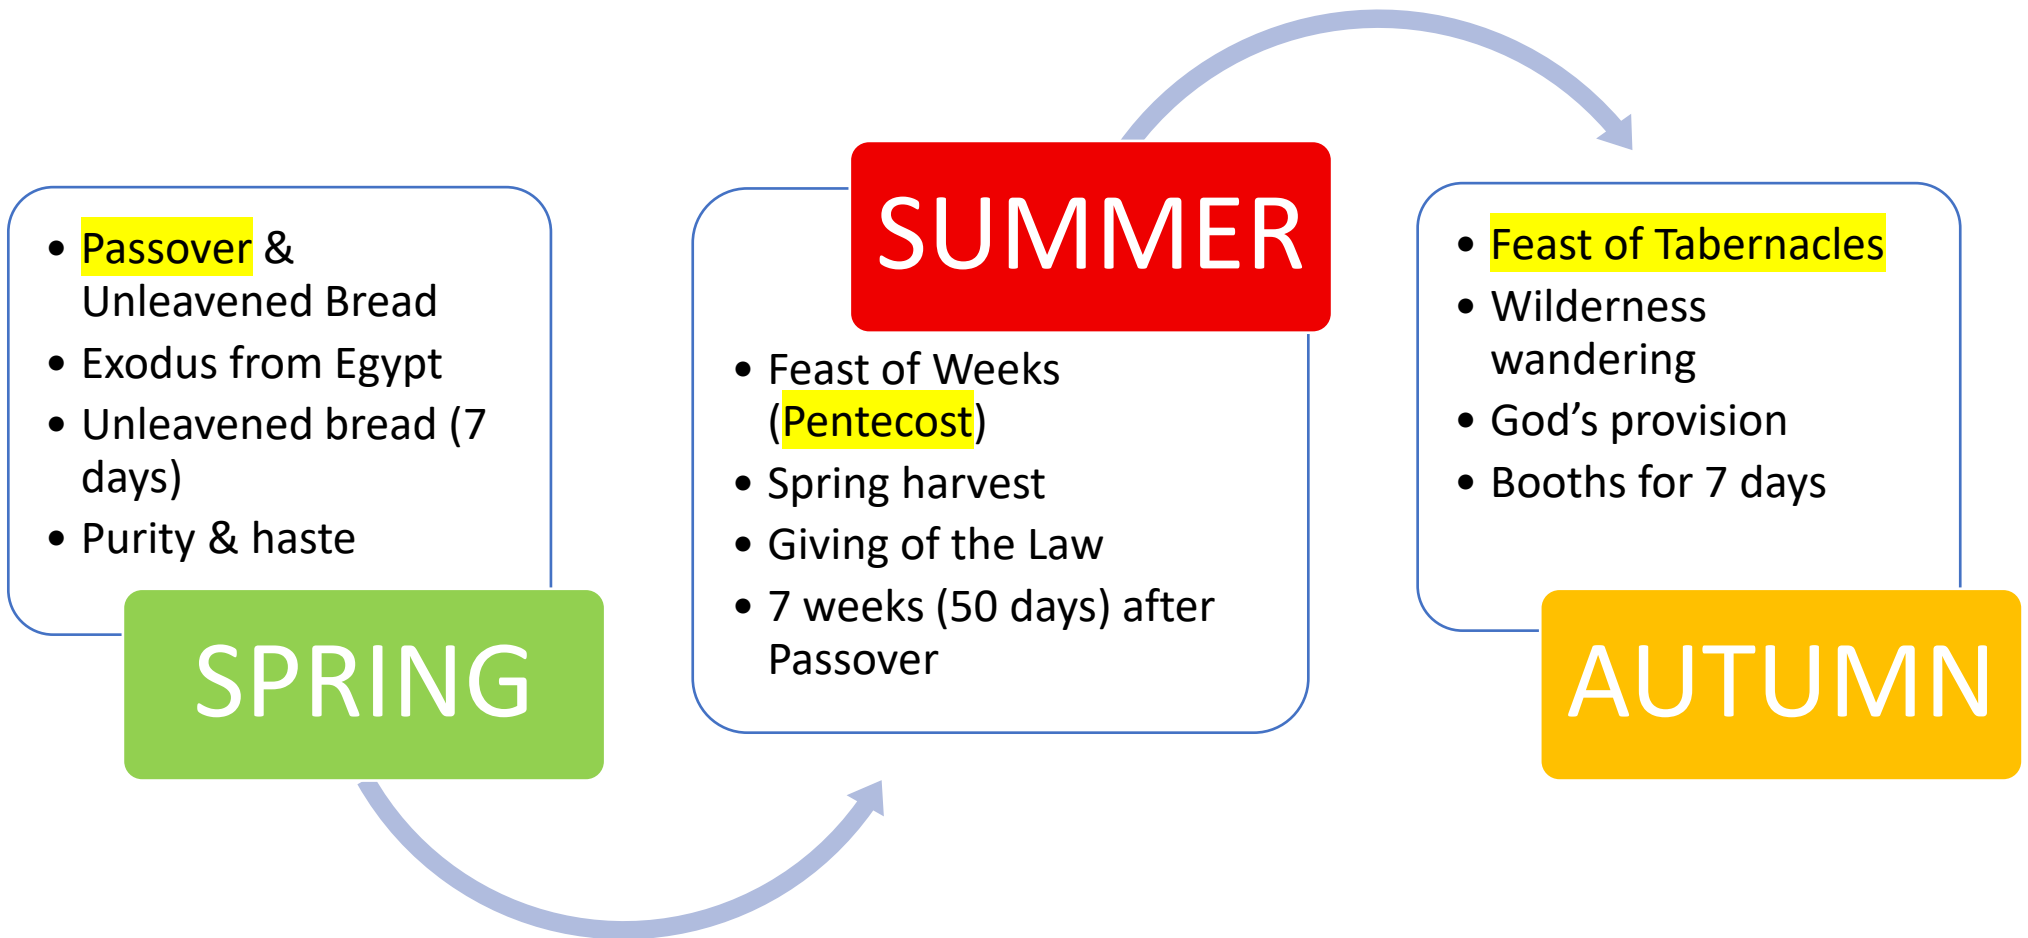 • Passover &
Unleavened Bread
• Exodus from Egypt
• Unleavened bread (7
days)
• Purity & haste
SPRING
SUMMER
• Feast of Weeks
(Pentecost)
• Spring harvest
• Giving of the Law
• 7 weeks (50 days) after
Passover
• Feast of Tabernacles
• Wilderness
wandering
• God’s provision
• Booths for 7 days
AUTUMN